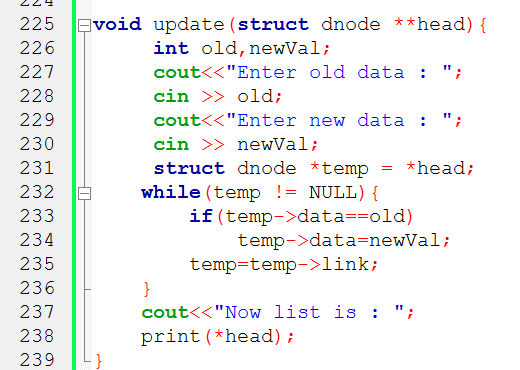 224
225 void update(struct dnode **head){
226 int old,newVal;
227 cout<<"Enter old data : ";
228 cin >> old;
229 cout<<"Enter new data : ";
230 cin >> newVal;
231 struct dnode *temp = *head;
232 while(temp != NULL){
233 if(temp->data==old)
234 temp->data=newVal;
235 temp=temp->link;
236 }
237 cout<<"Now list is : ";
238 print(*head);
239 }